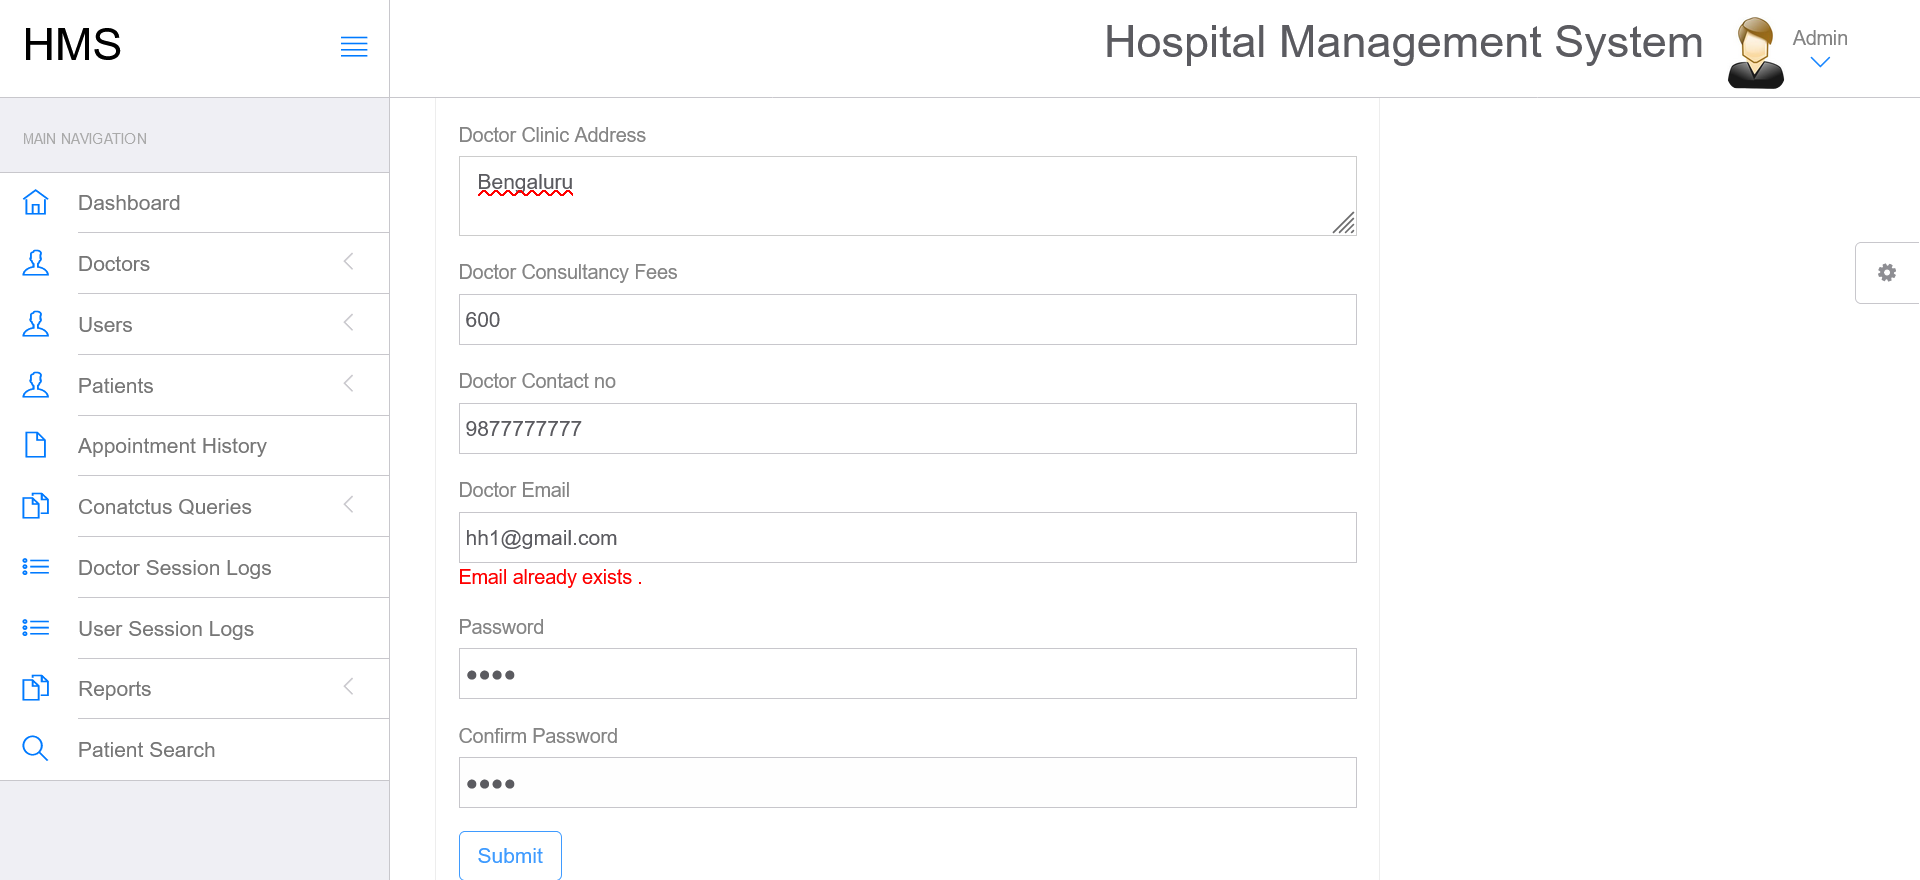 HMS
Hospital Management System
Admin
MAIN NAVIGATION
Dashboard
Doctors
Users
Patients
Appointment History
Conatctus Queries
Doctor Session Logs
User Session Logs
Reports
Patient Search
Doctor Clinic Address
Bengaluru
Doctor Consultancy Fees
600
Doctor Contact no
9877777777
Doctor Email
hh1@gmail.com
Email already exists .
Password
●●●●
Confirm Password
●●●●
Submit